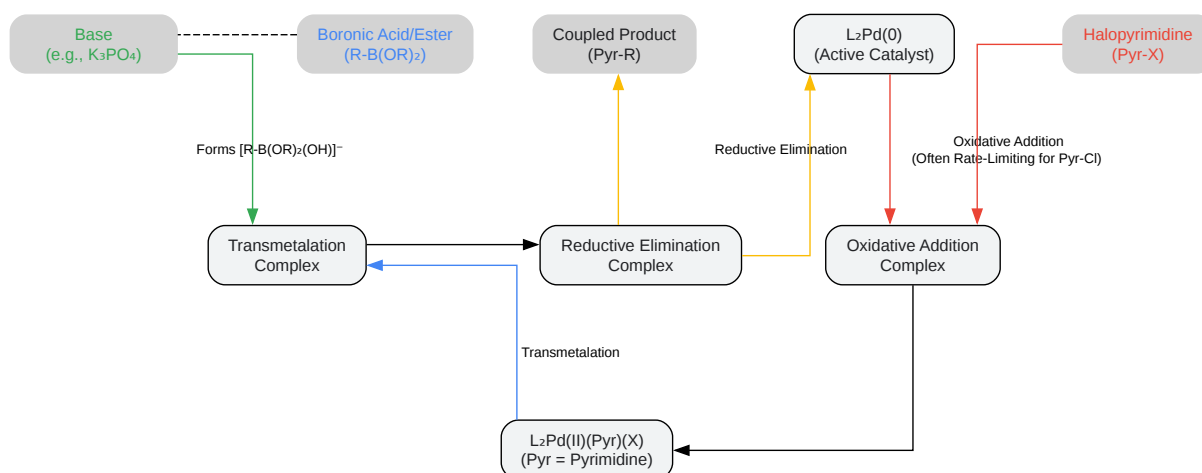 Base
(e.g., K₃PO₄)
Boronic Acid/Ester
(R-B(OR)₂)
Coupled Product
(Pyr-R)
L₂Pd(0)
(Active Catalyst)
Halopyrimidine
(Pyr-X)
Forms [R-B(OR)₂(OH)]⁻
Reductive Elimination
Oxidative Addition
(Often Rate-Limiting for Pyr-Cl)
Transmetalation
Complex
Reductive Elimination
Complex
Oxidative Addition
Complex
Transmetalation
L₂Pd(II)(Pyr)(X)
(Pyr = Pyrimidine)